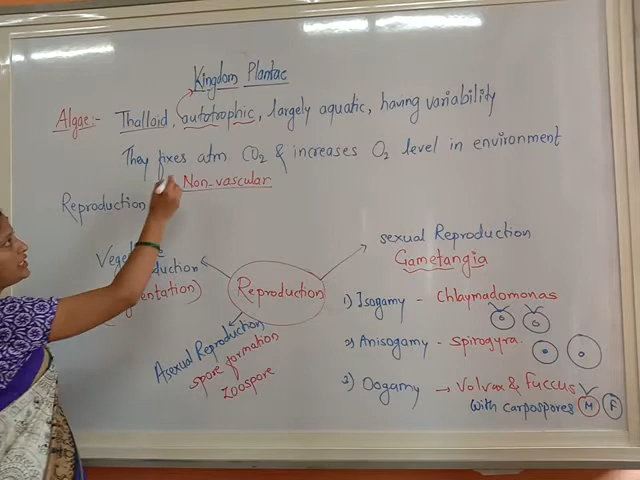 Kingdom Plantae
Algae:- Thalloid, autotrophic, largely aquatic, having variability
They fixes atm. CO2 & increases O2 level in environment
Non-vascular
Reproduction
sexual Reproduction
Gametangia
Reproduction
Asexual Reproduction
spore formation
Zoospore
1) Isogamy - Chlaymadomonas
2) Anisogamy - Spirogyra.
3) Oogamy → Volvax & Fuccus
With carpospores M F